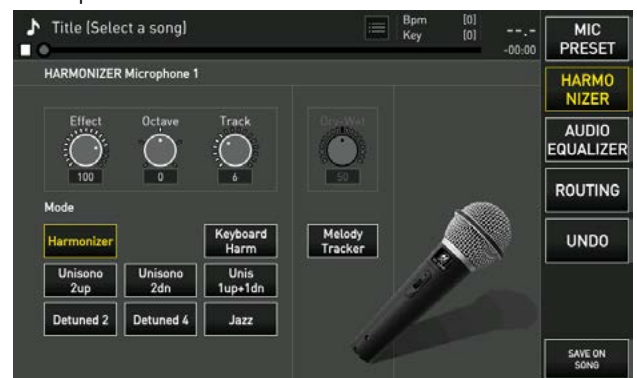 Title (Select a song)
Bpm [0]
Key [0]
--.-
-00:00
HARMONIZER Microphone 1
Effect Octave Track Dry-Wet
100 0 6 50
Mode
Harmonizer
Keyboard
Harm
Melody
Tracker
Unisono
2up
Unisono
2dn
Unis
1up+1dn
Detuned 2
Detuned 4
Jazz
MIC
PRESET
HARMO
NIZER
AUDIO
EQUALIZER
ROUTING
UNDO
SAVE ON
SONG